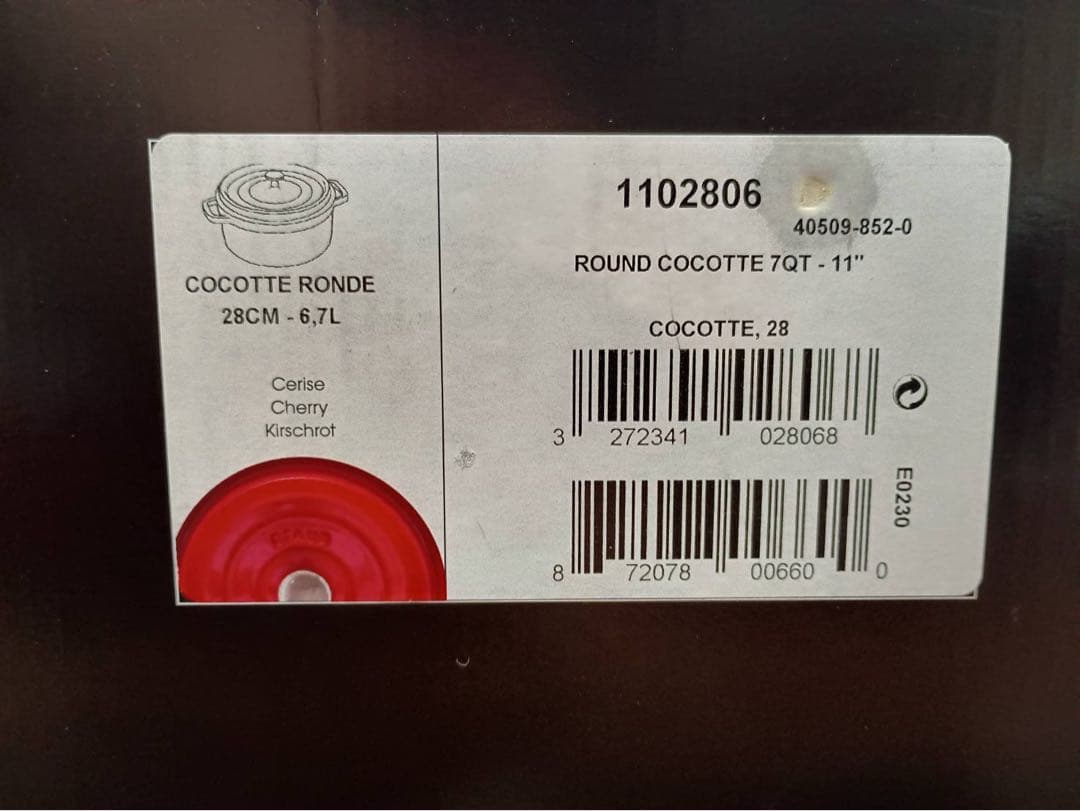 COCOTTE RONDE
28CM - 6,7L
Cerise
Cherry
Kirschrot
STAUB
1102806
40509-852-0
ROUND COCOTTE 7QT - 11"
COCOTTE, 28
3 272341 028068
E0230
8 72078 00660 0